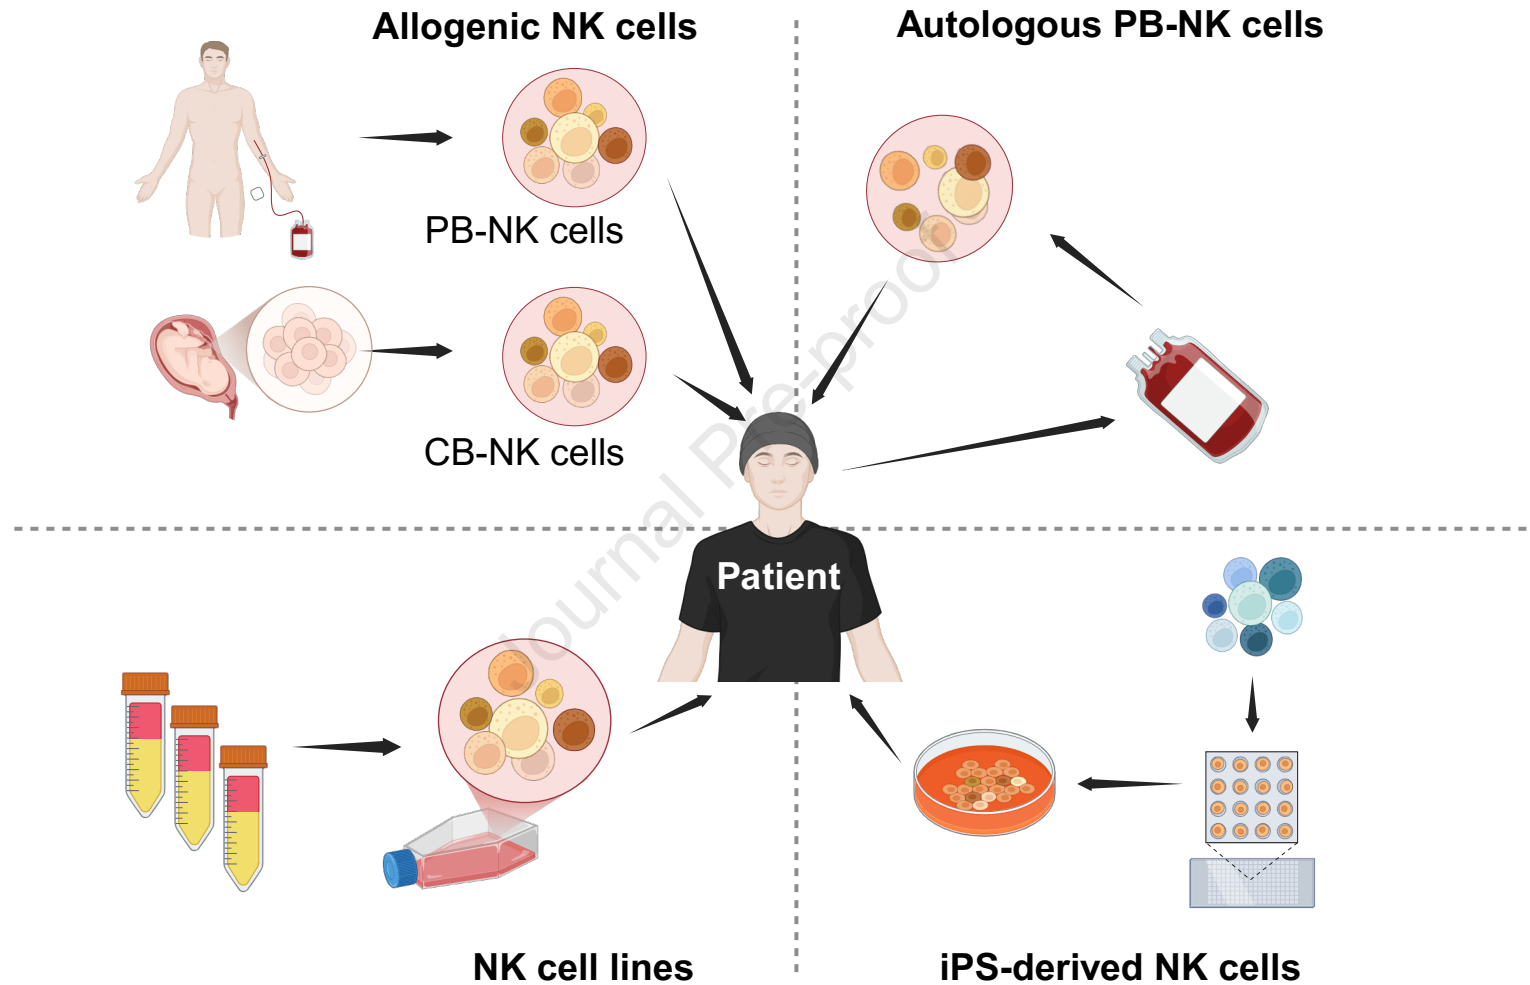 Allogenic NK cells
Autologous PB-NK cells
PB-NK cells
CB-NK cells
Journal Pre-proof
Patient
NK cell lines
iPS-derived NK cells